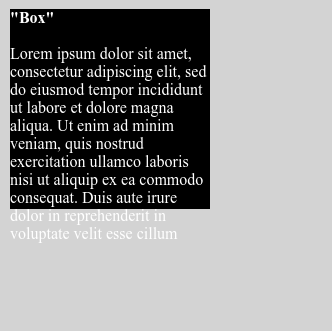 "Box"
Lorem ipsum dolor sit amet,
consectetur adipiscing elit, sed
do eiusmod tempor incididunt
ut labore et dolore magna
aliqua. Ut enim ad minim
veniam, quis nostrud
exercitation ullamco laboris
nisi ut aliquip ex ea commodo
consequat. Duis aute irure
dolor in reprehenderit in
voluptate velit esse cillum